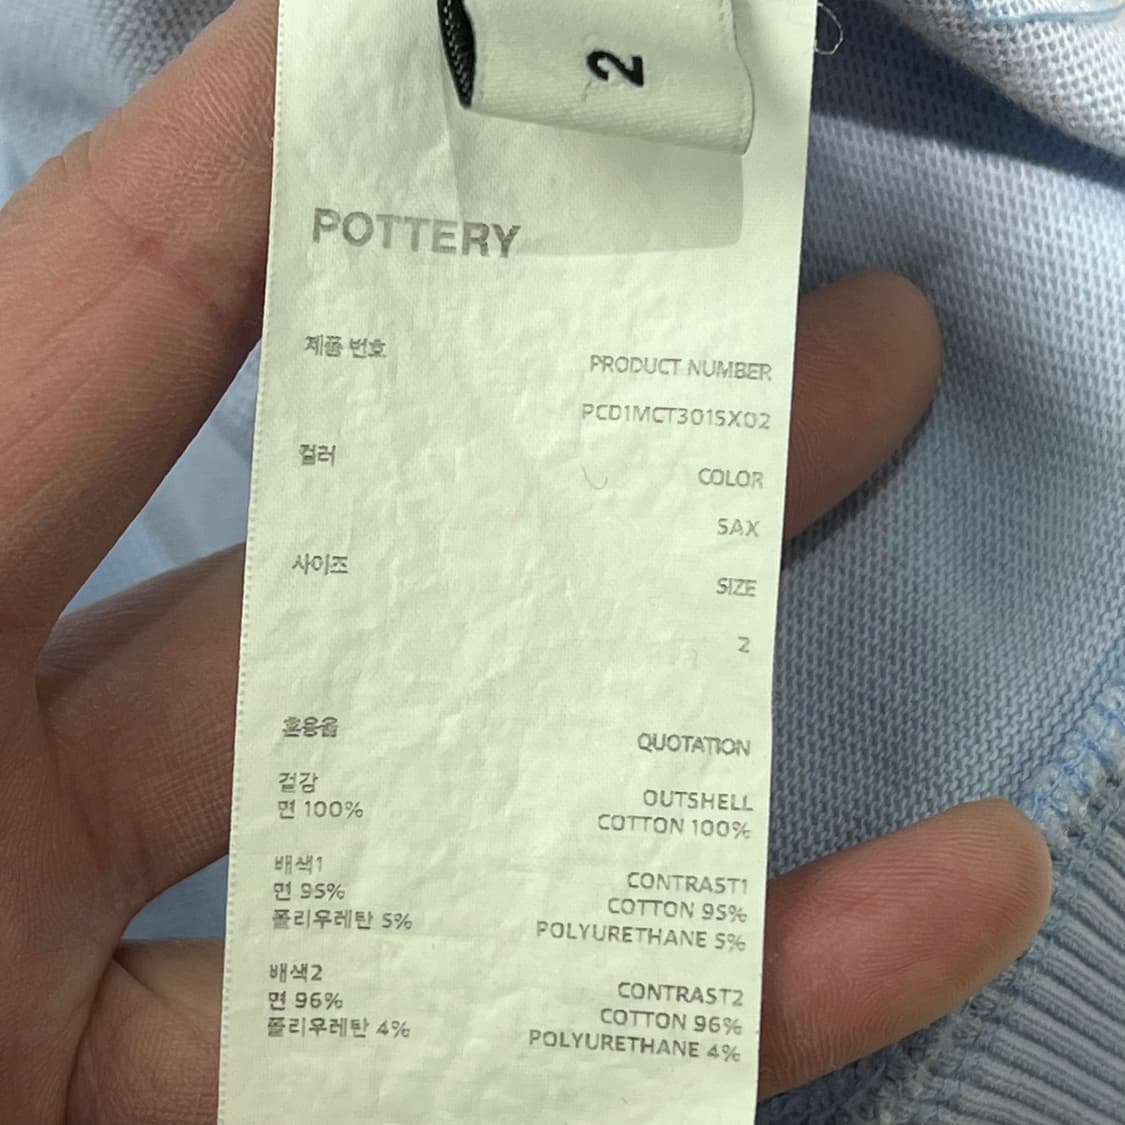 2
POTTERY
제품 번호
PRODUCT NUMBER
PCD1MCT301SX02
컬러
COLOR
SAX
사이즈
SIZE
2
혼용율
QUOTATION
겉감
OUTSHELL
면 100%
COTTON 100%
배색1
CONTRAST1
면 95%
COTTON 95%
폴리우레탄 5%
POLYURETHANE 5%
배색2
CONTRAST2
면 96%
COTTON 96%
폴리우레탄 4%
POLYURETHANE 4%